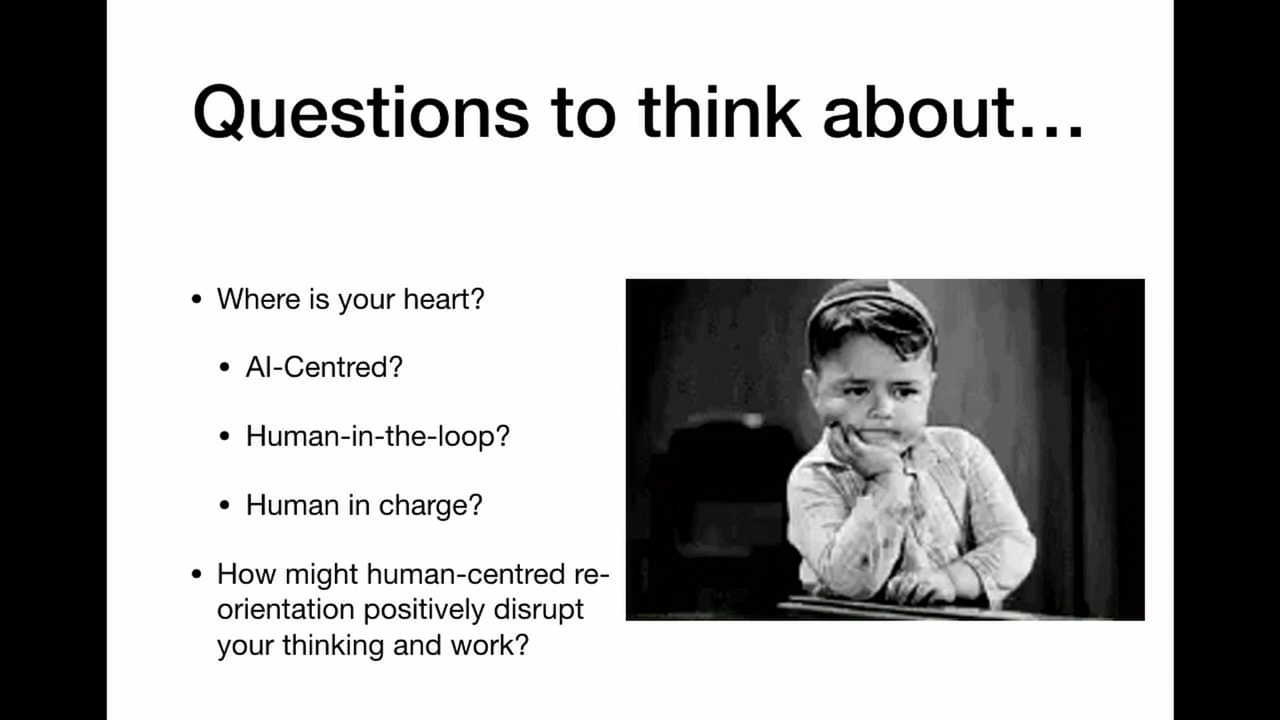 Questions to think about…
• Where is your heart?
• AI-Centred?
• Human-in-the-loop?
• Human in charge?
• How might human-centred re-
orientation positively disrupt
your thinking and work?